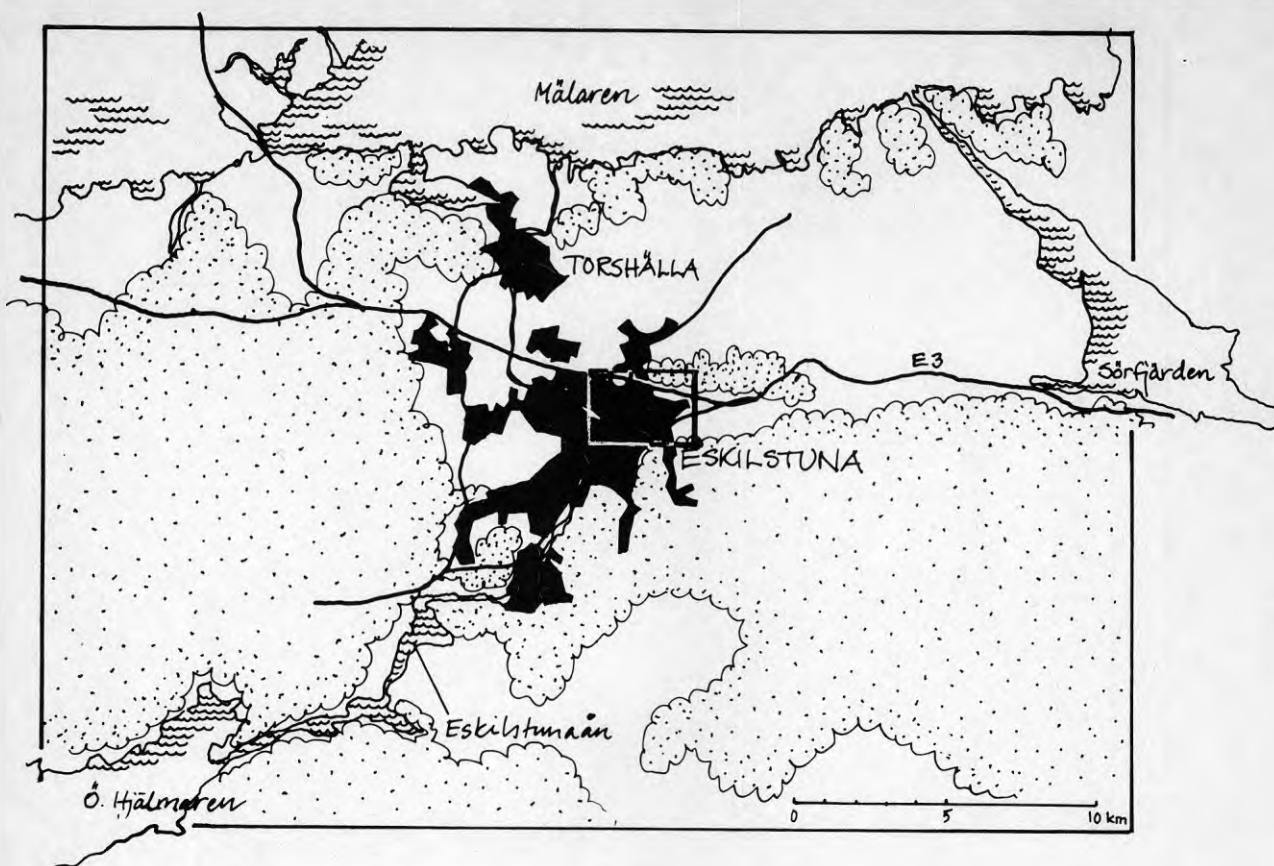 Mälaren
TORSHÄLLA
E3
Sörfjärden
ESKILSTUNA
Eskilstunaån
Ö. Hjälmaren
0 5 10 km